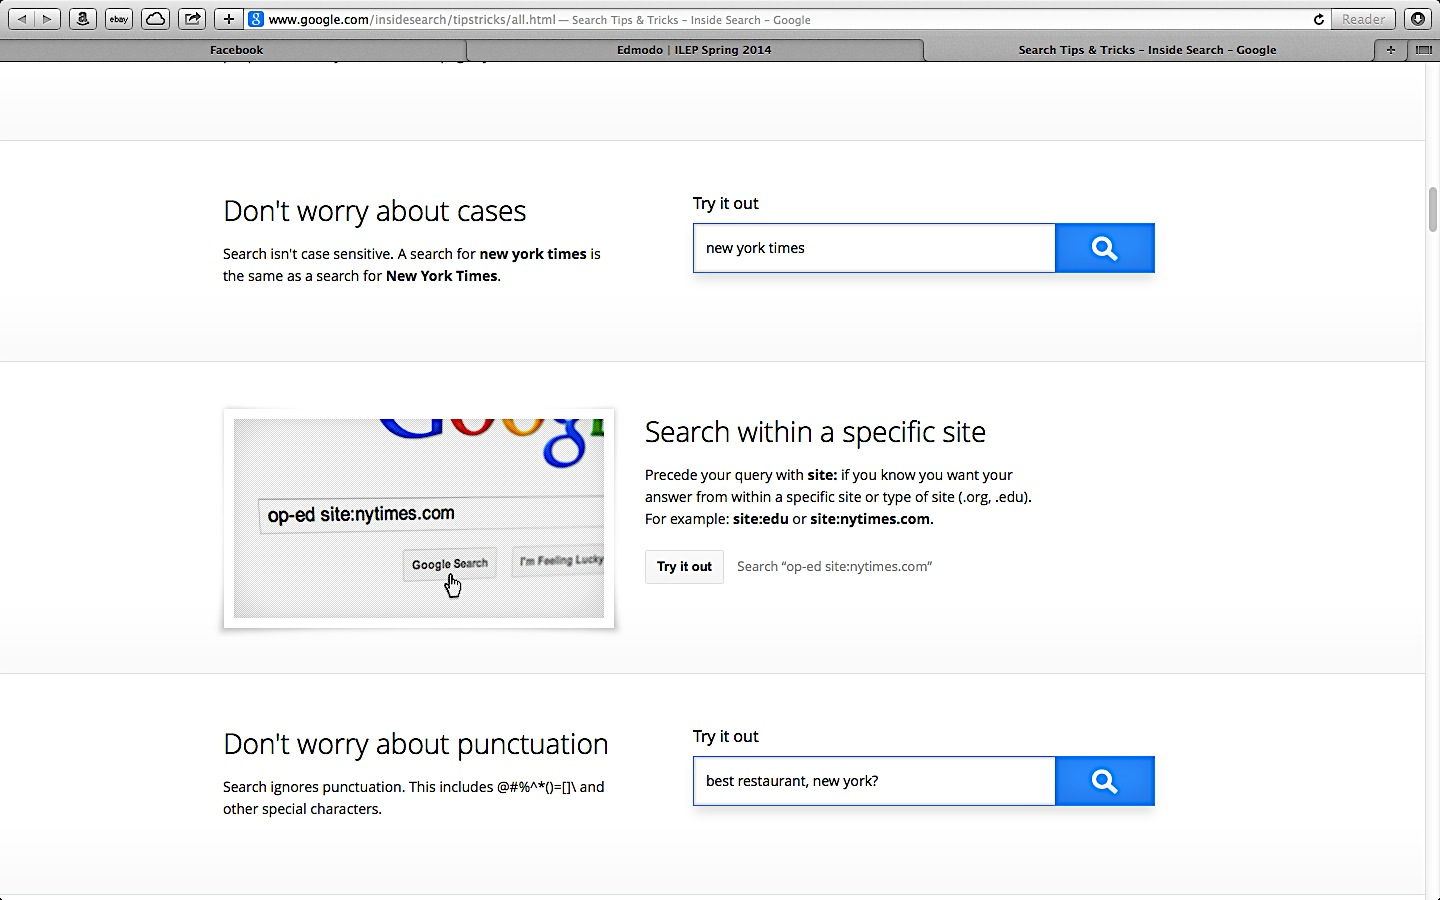 ebay
www.google.com/insidesearch/tipstricks/all.html — Search Tips & Tricks – Inside Search – Google
Reader
Facebook
Edmodo | ILEP Spring 2014
Search Tips & Tricks – Inside Search – Google
Don't worry about cases
Search isn't case sensitive. A search for new york times is
the same as a search for New York Times.
Try it out
new york times
Google
op-ed site:nytimes.com
Google Search
I'm Feeling Lucky
Search within a specific site
Precede your query with site: if you know you want your
answer from within a specific site or type of site (.org, .edu).
For example: site:edu or site:nytimes.com.
Try it out
Search “op-ed site:nytimes.com”
Don't worry about punctuation
Search ignores punctuation. This includes @#%^*()=[]\ and
other special characters.
Try it out
best restaurant, new york?